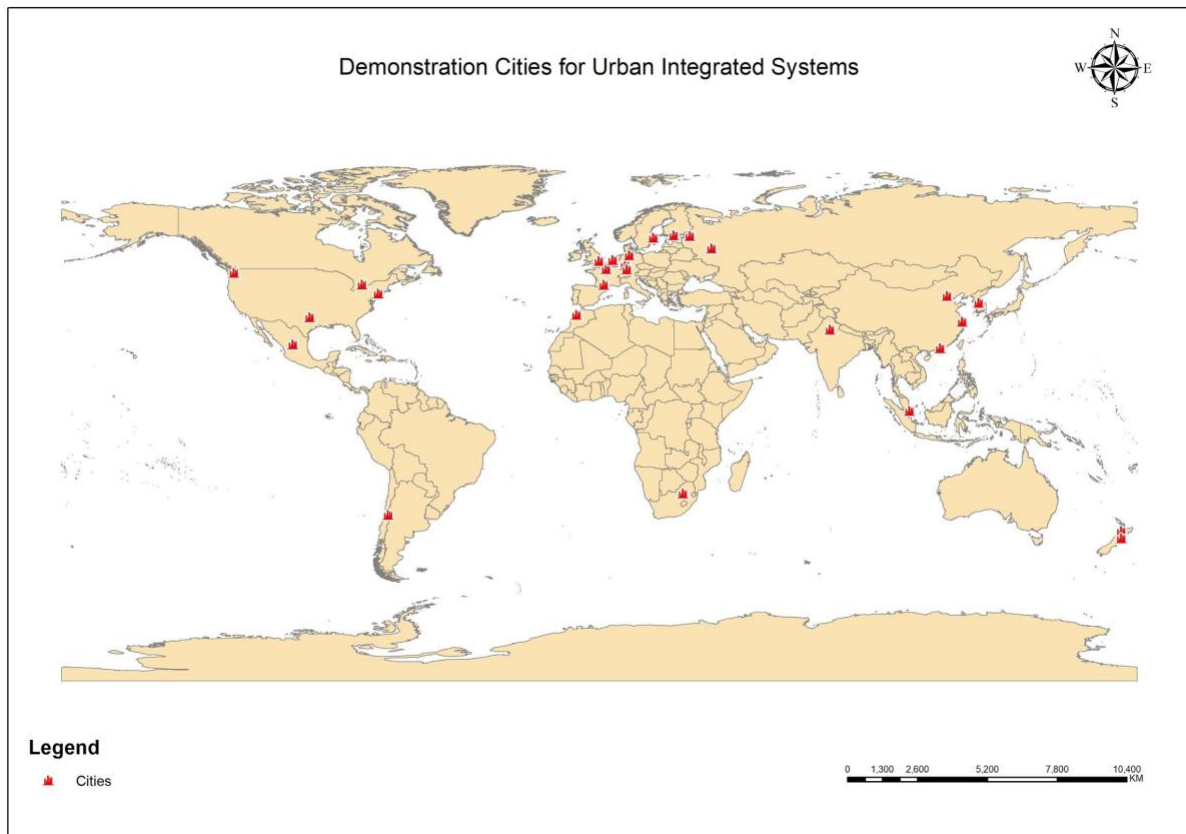 Demonstration Cities for Urban Integrated Systems
N
W E
S
Legend
Cities
0 1,300 2,600 5,200 7,800 10,400
KM